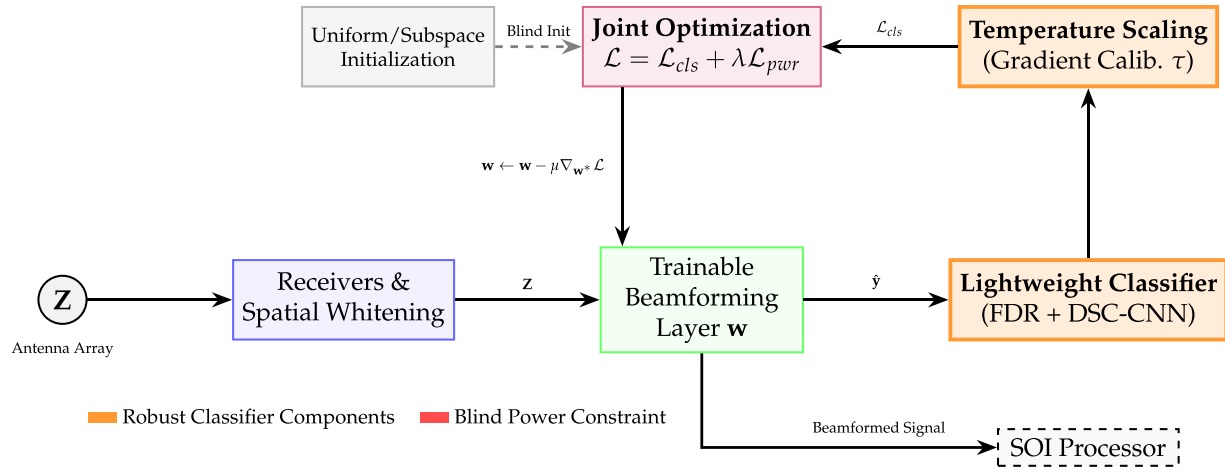 Uniform/Subspace
Initialization
Blind Init
Joint Optimization
ℒ = ℒ_cls + λℒ_pwr
ℒ_cls
Temperature Scaling
(Gradient Calib. τ)
w ← w − μ∇_w* ℒ
Z
Antenna Array
Receivers &
Spatial Whitening
z
Trainable
Beamforming
Layer w
ŷ
Lightweight Classifier
(FDR + DSC-CNN)
Robust Classifier Components
Blind Power Constraint
Beamformed Signal
SOI Processor